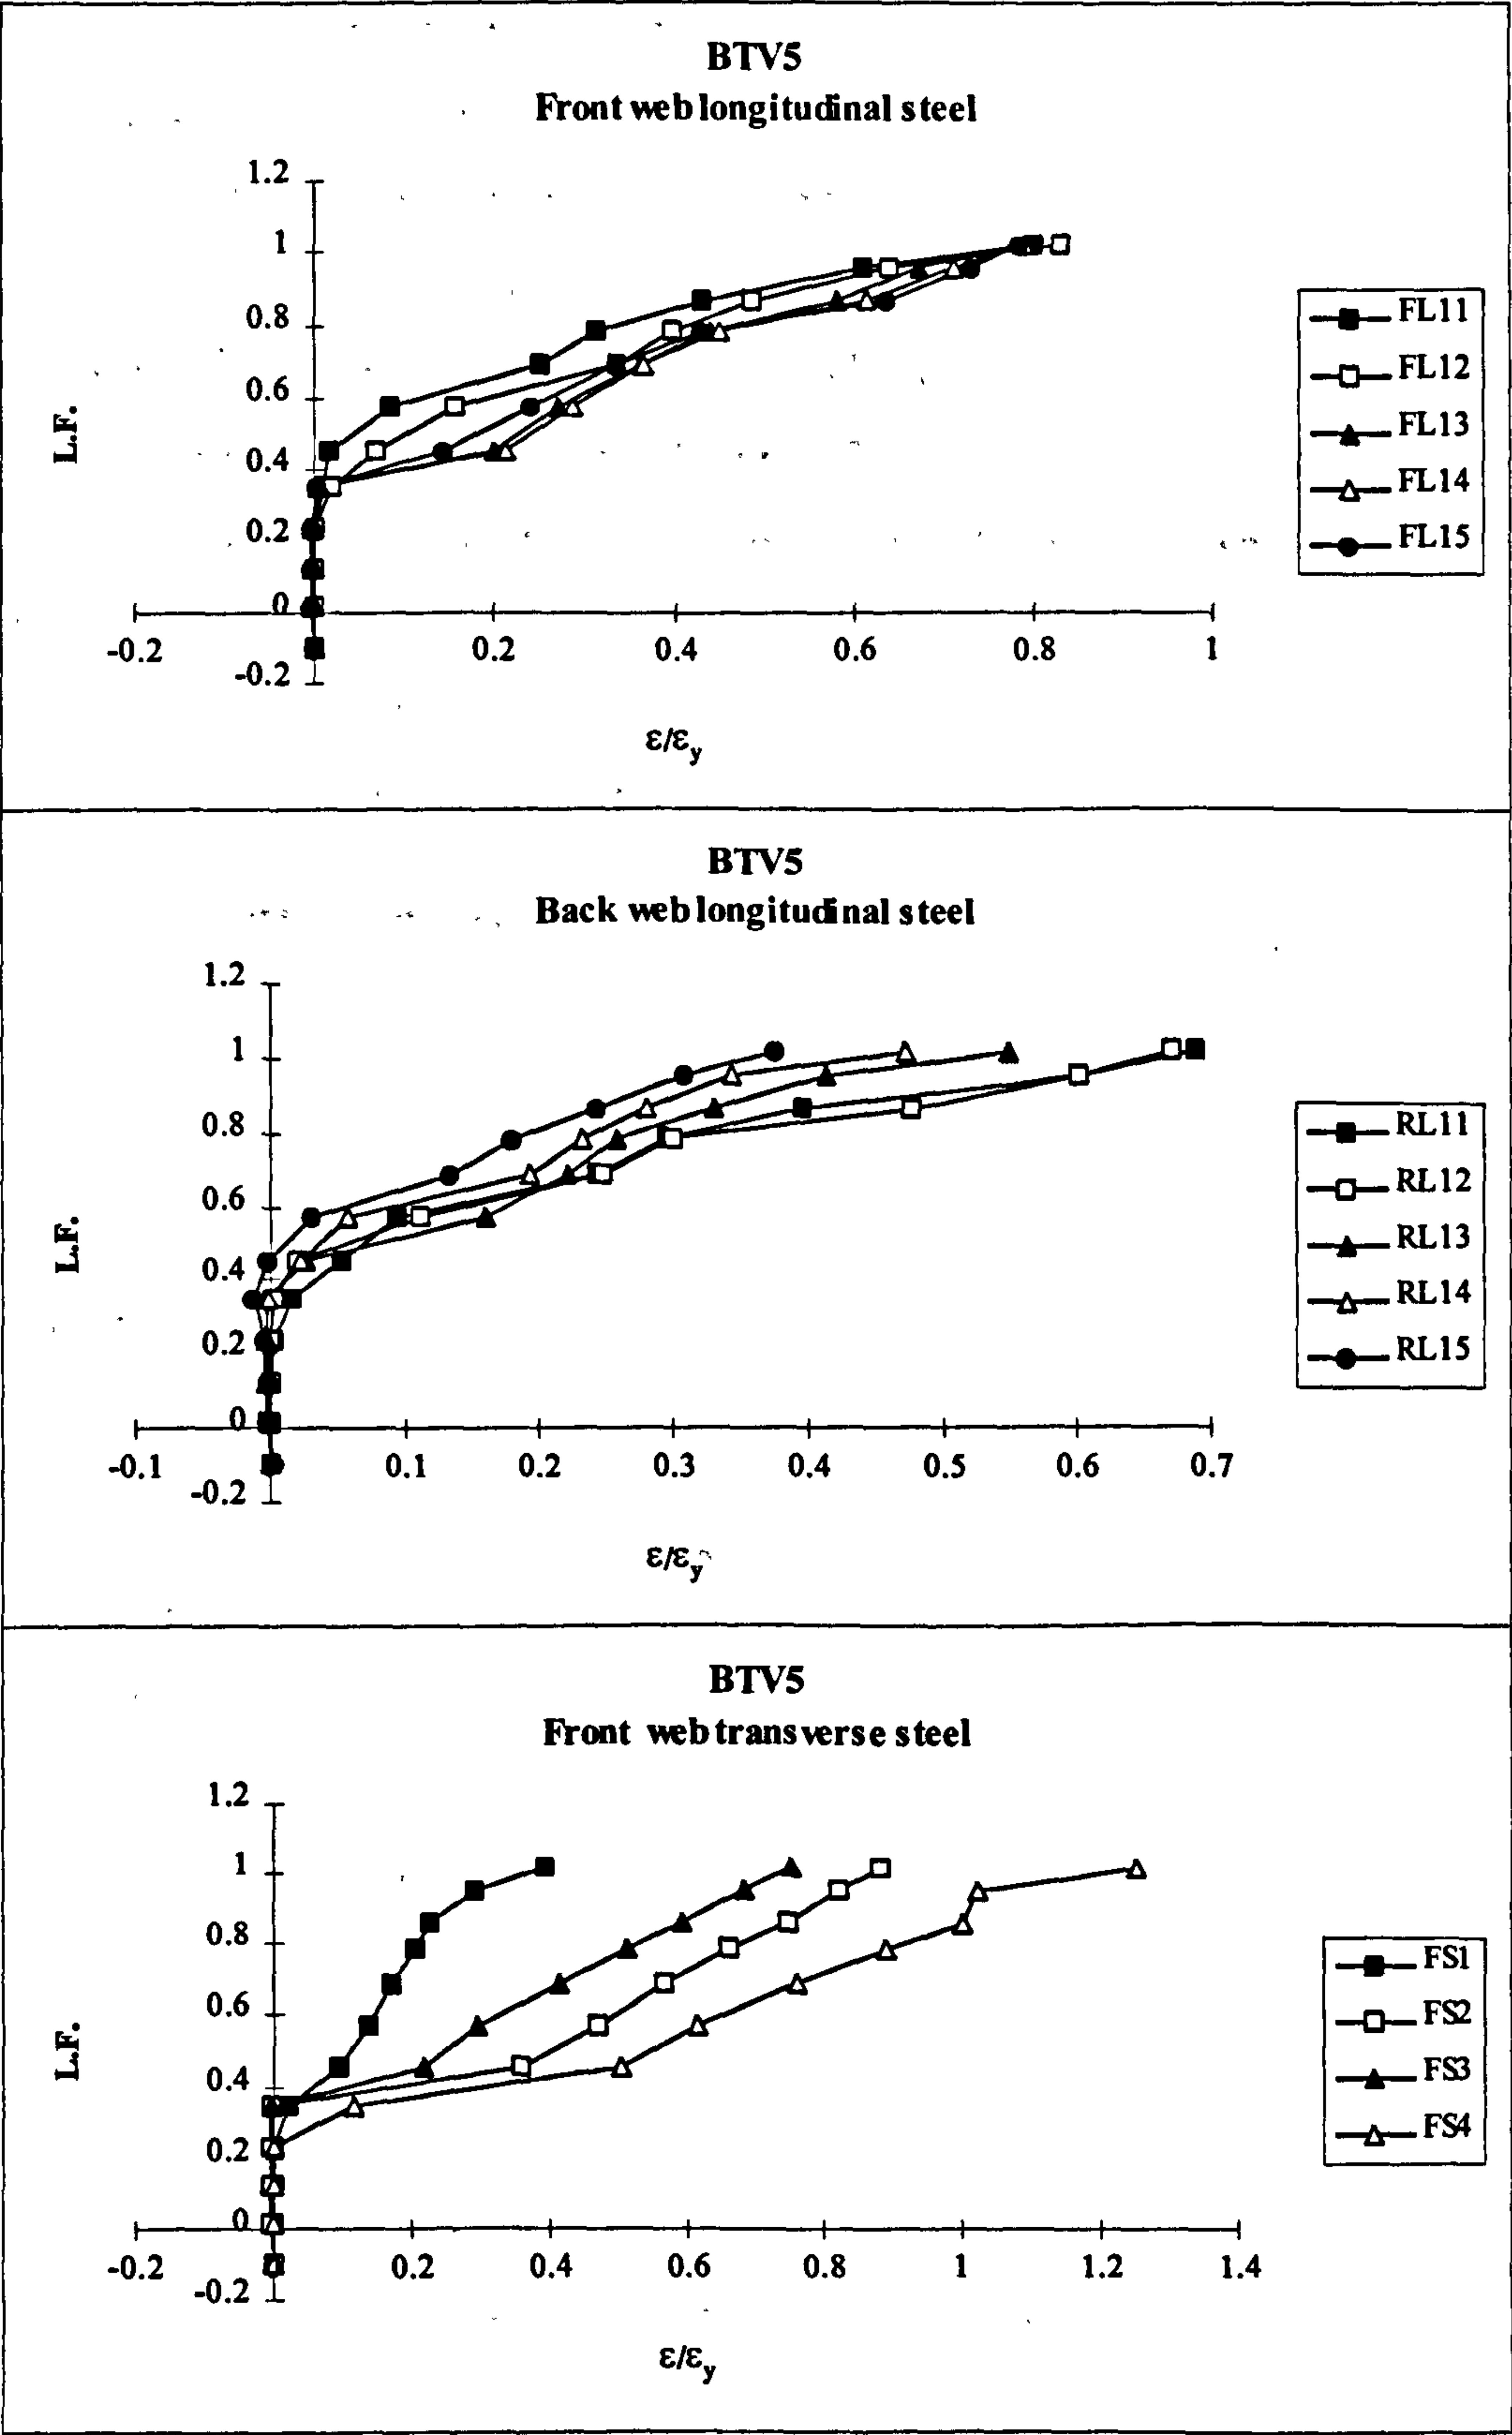 BTV5
Front web longitudinal steel
1.2
1
0.8
0.6
0.4
0.2
0
-0.2
L.F.
-0.2
0.2
0.4
0.6
0.8
1
ε/εy
FL11
FL12
FL13
FL14
FL15
BTV5
Back web longitudinal steel
1.2
1
0.8
0.6
0.4
0.2
0
-0.2
L.F.
-0.1
0.1
0.2
0.3
0.4
0.5
0.6
0.7
ε/εy
RL11
RL12
RL13
RL14
RL15
BTV5
Front web transverse steel
1.2
1
0.8
0.6
0.4
0.2
0
-0.2
L.F.
-0.2
0
0.2
0.4
0.6
0.8
1
1.2
1.4
ε/εy
FS1
FS2
FS3
FS4